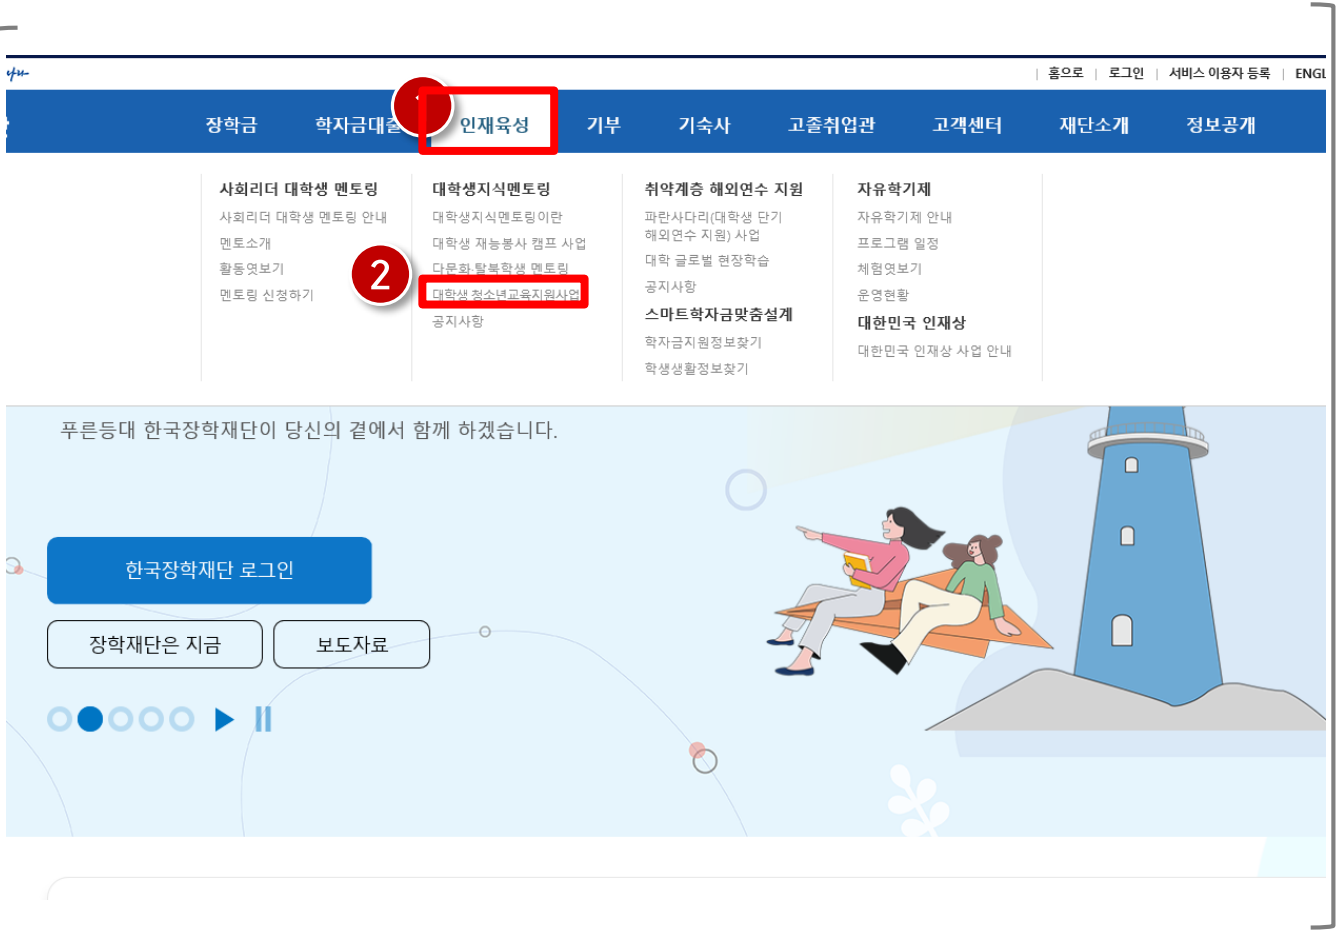 홈으로 | 로그인 | 서비스 이용자 등록 | ENGL
장학금 학자금대출 인재육성 기부 기숙사 고졸취업관 고객센터 재단소개 정보공개
1
사회리더 대학생 멘토링
사회리더 대학생 멘토링 안내
멘토소개
활동엿보기
멘토링 신청하기
2
대학생지식멘토링
대학생지식멘토링이란
대학생 재능봉사 캠프 사업
다문화·탈북학생 멘토링
대학생 청소년교육지원사업
공지사항
취약계층 해외연수 지원
파란사다리(대학생 단기
해외연수 지원) 사업
대학 글로벌 현장학습
공지사항
스마트학자금맞춤설계
학자금지원정보찾기
학생생활정보찾기
자유학기제
자유학기제 안내
프로그램 일정
체험엿보기
운영현황
대한민국 인재상
대한민국 인재상 사업 안내
푸른등대 한국장학재단이 당신의 곁에서 함께 하겠습니다.
한국장학재단 로그인
장학재단은 지금
보도자료